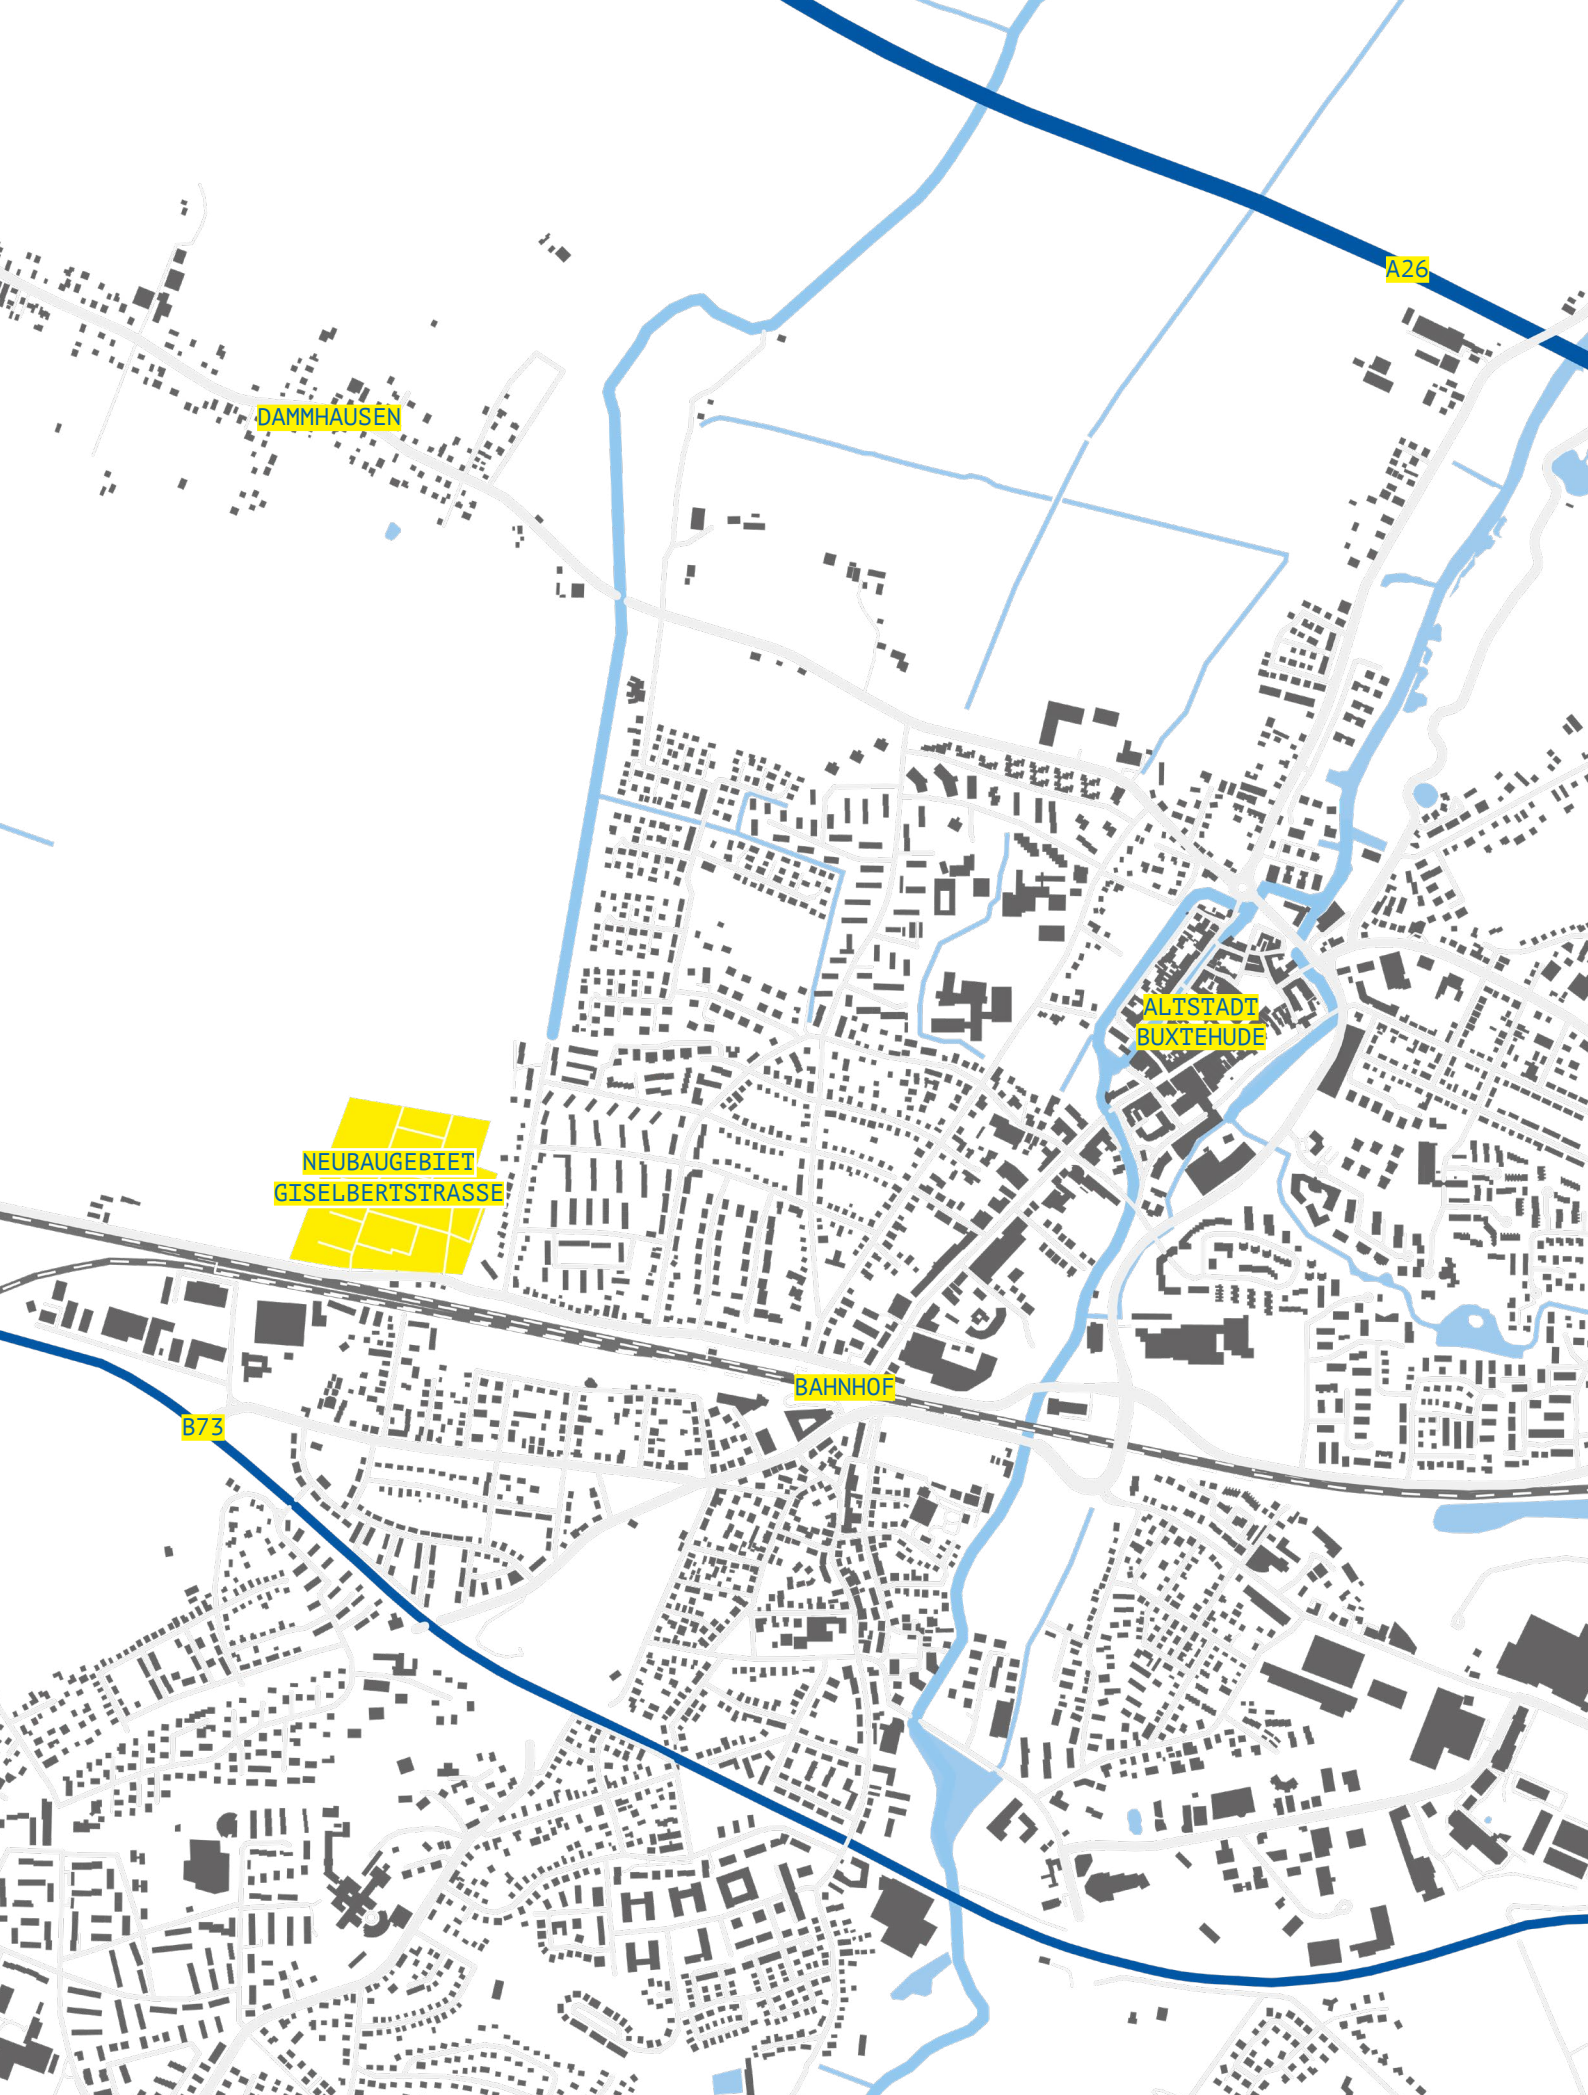 A26
DAMMHAUSEN
ALTSTADT
BUXTEHUDE
NEUBAUGEBIET
GISELBERTSTRASSE
BAHNHOF
B73